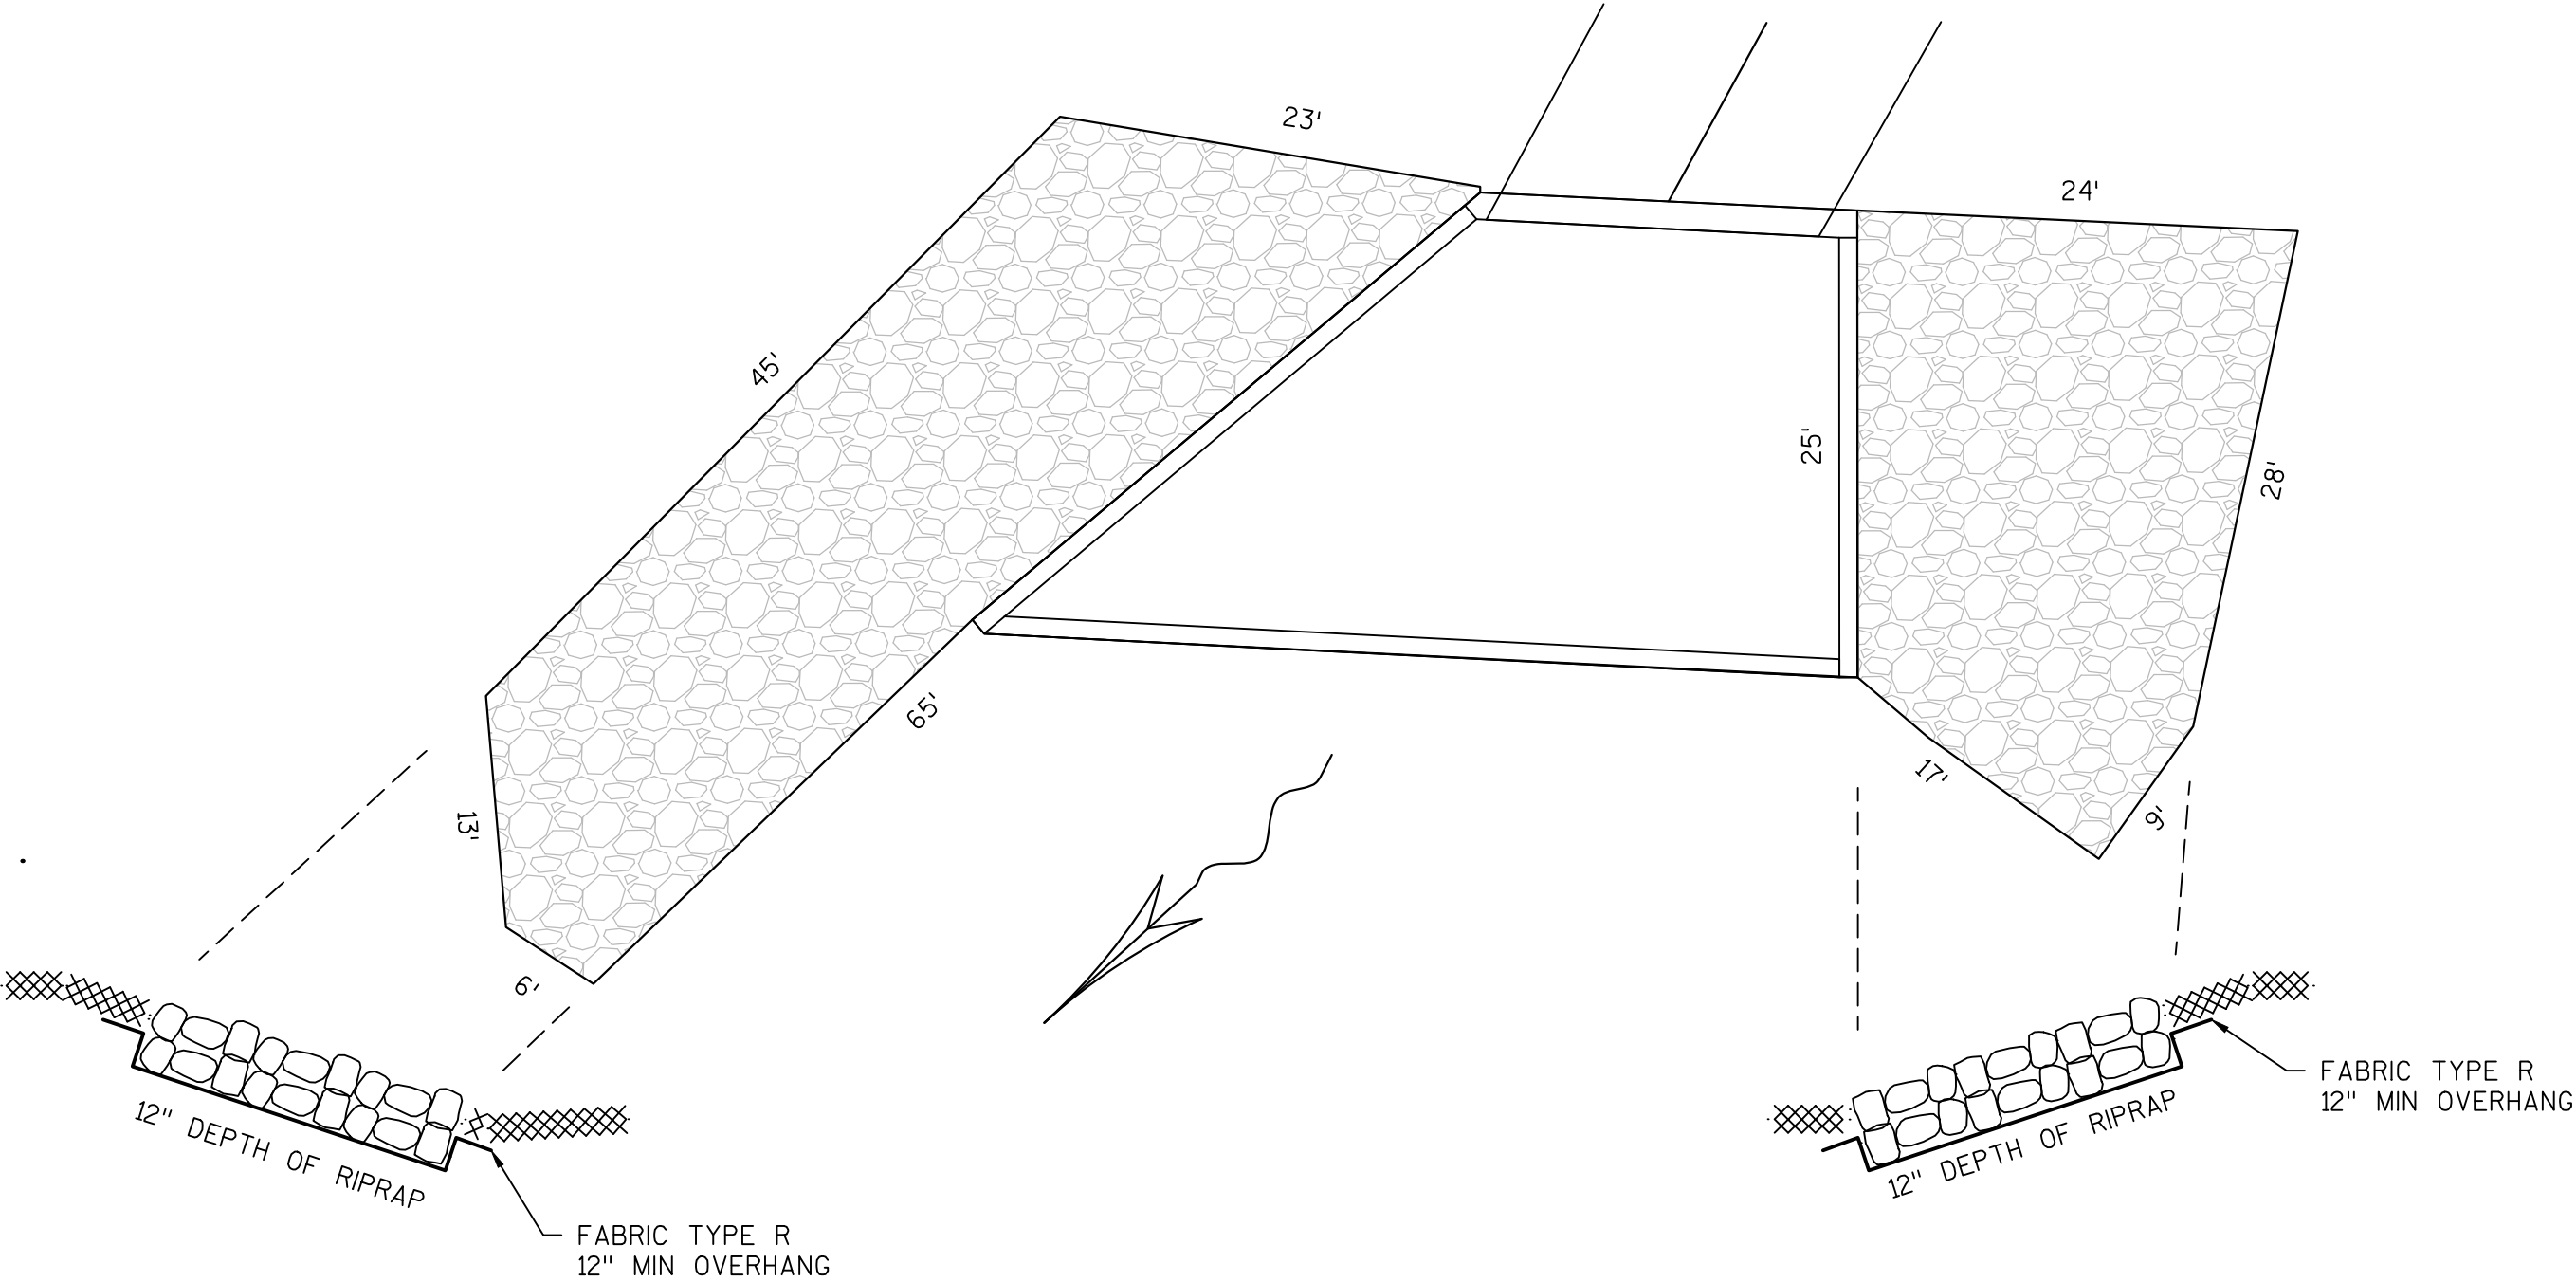 23'
24'
45'
25'
28'
65'
17'
13'
9'
6'
12" DEPTH OF RIPRAP
FABRIC TYPE R
12" MIN OVERHANG
12" DEPTH OF RIPRAP
FABRIC TYPE R
12" MIN OVERHANG